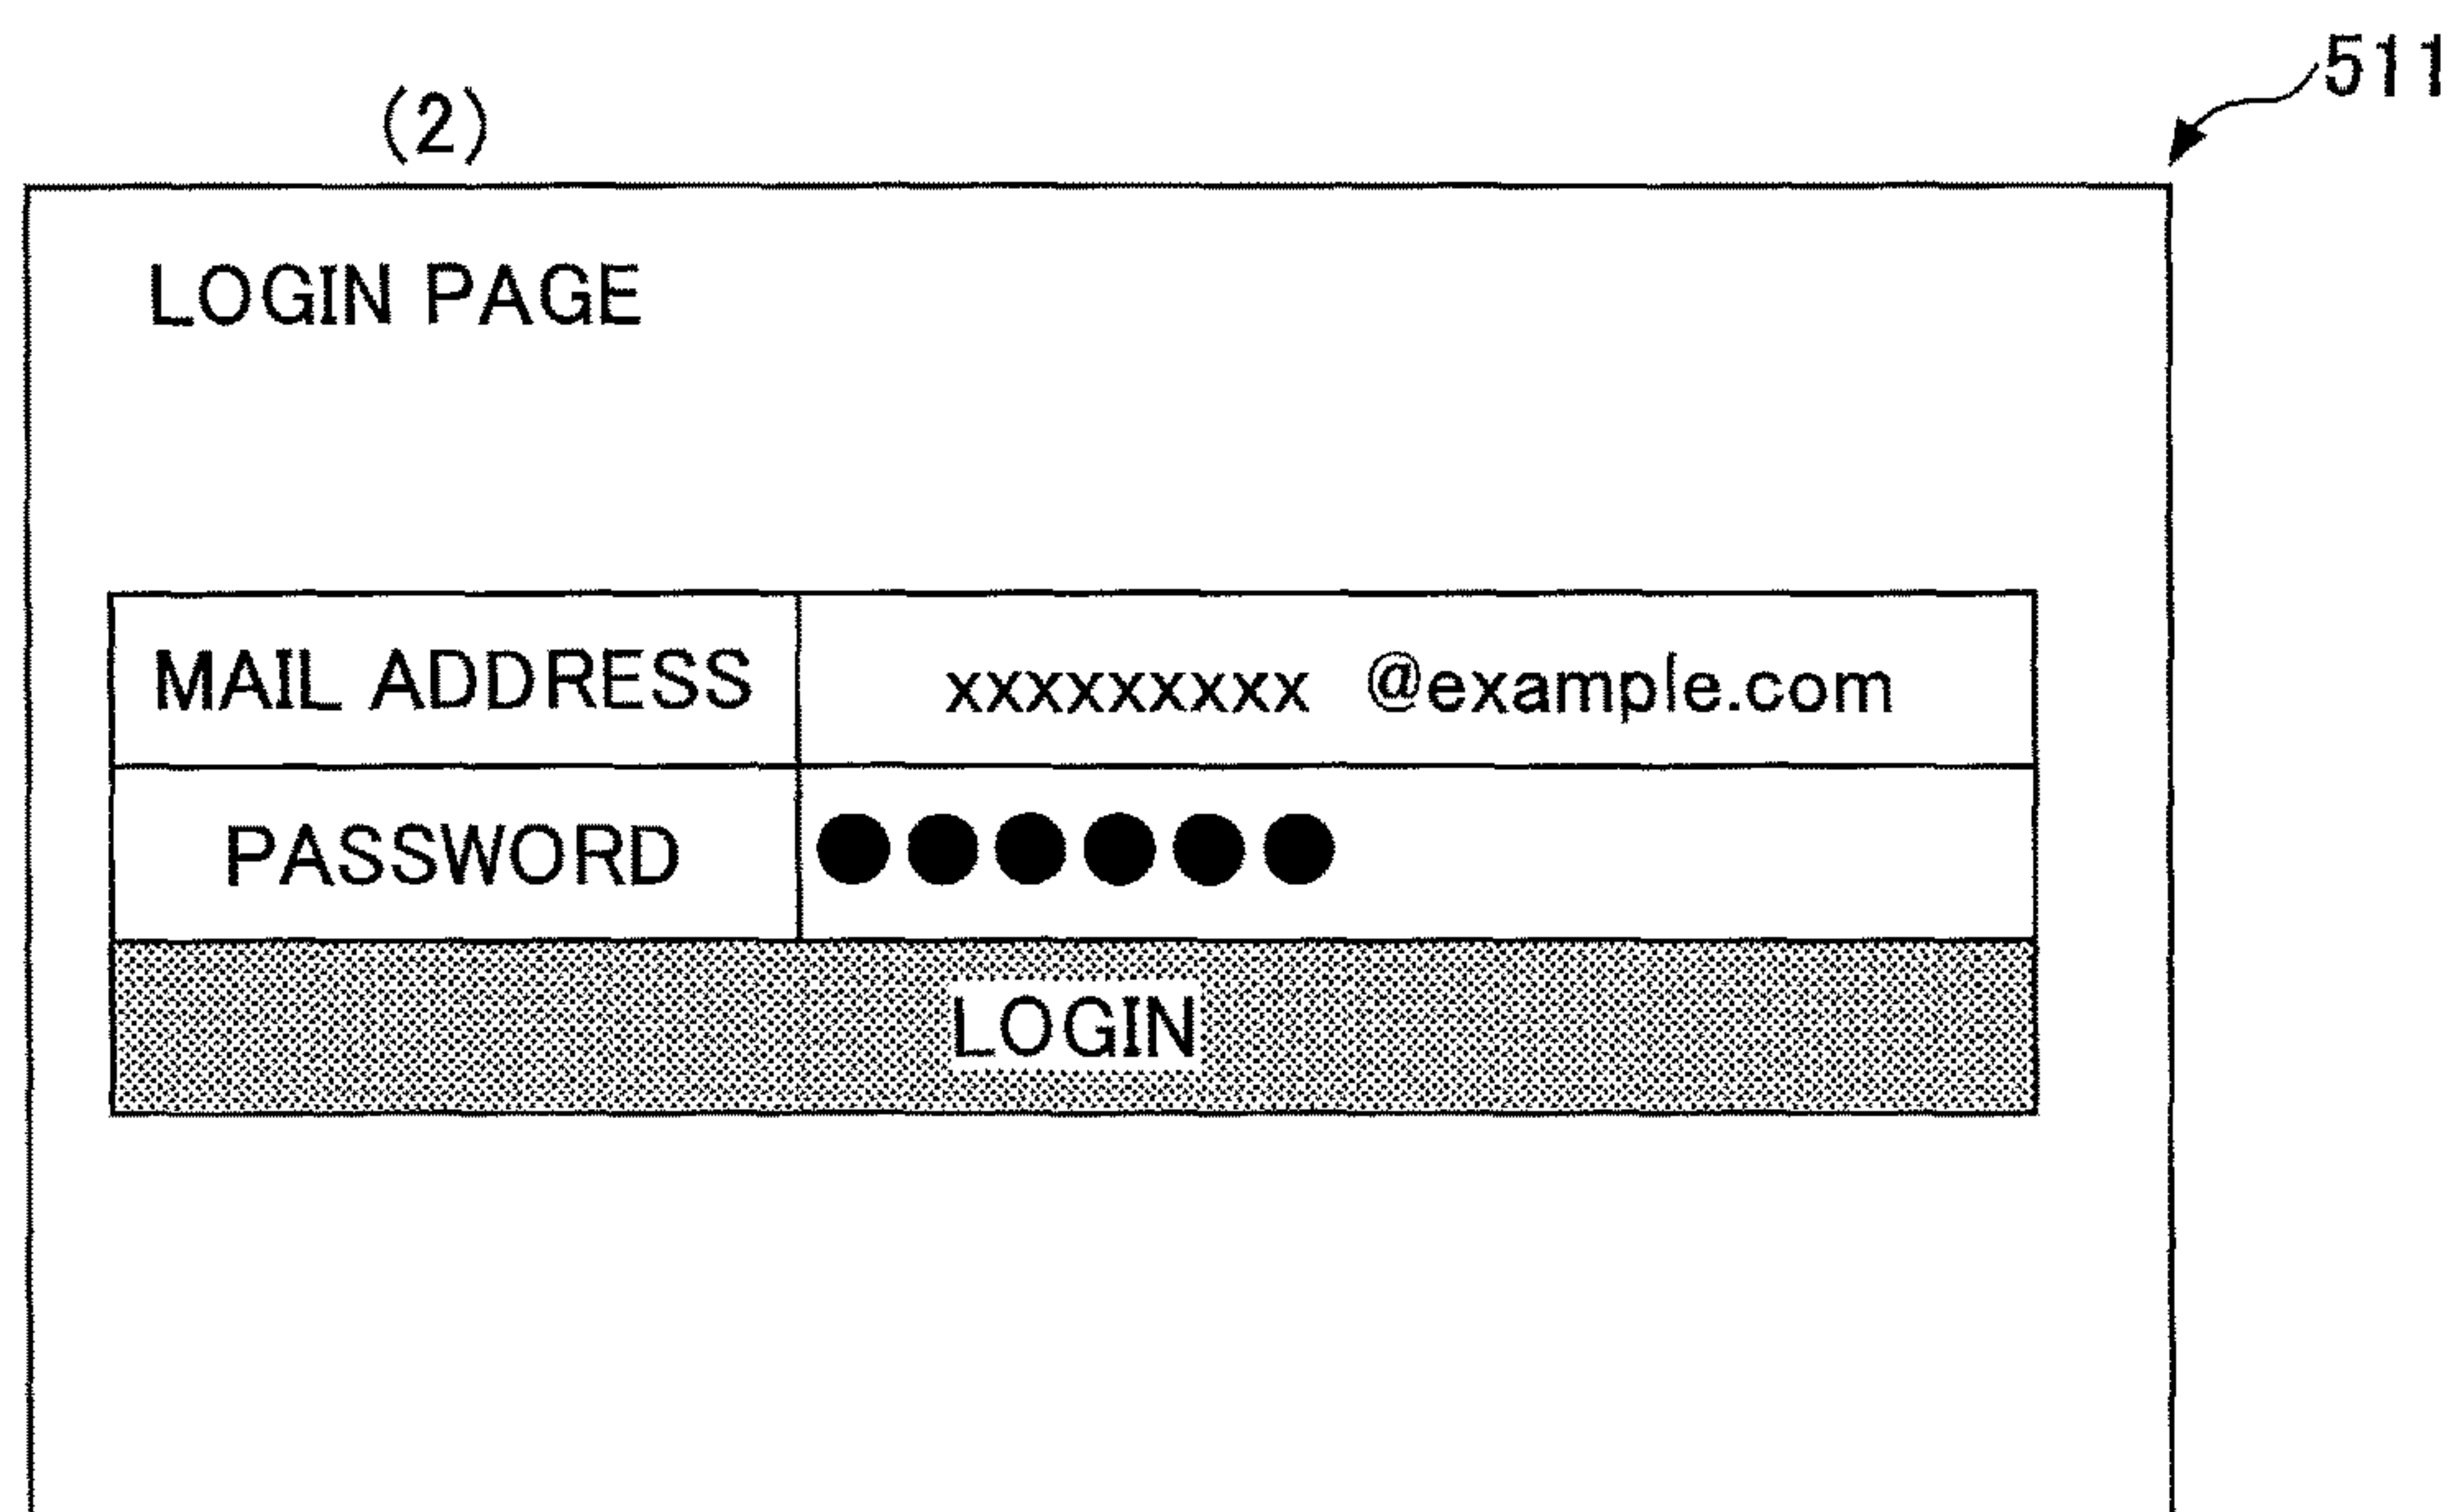 511
(2)
LOGIN PAGE
MAIL ADDRESS xxxxxxxxx @example.com
PASSWORD ●●●●●●
LOGIN